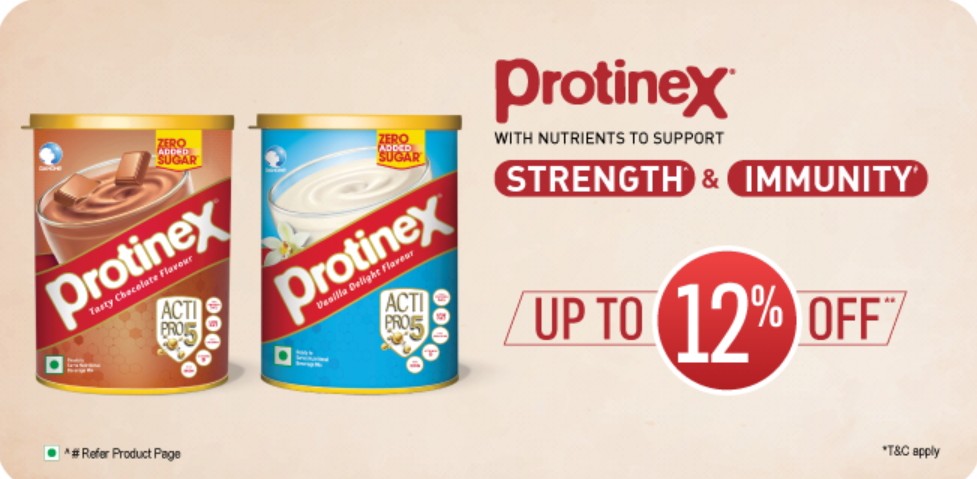 Protinex
WITH NUTRIENTS TO SUPPORT
STRENGTH^ & IMMUNITY#
UP TO 12% OFF**
ZERO
ADDED
SUGAR
Protinex
Tasty Chocolate Flavour
ACTI
PRO 5
ZERO
ADDED
SUGAR
Protinex
Vanilla Delight Flavour
ACTI
PRO 5
^ # Refer Product Page
*T&C apply